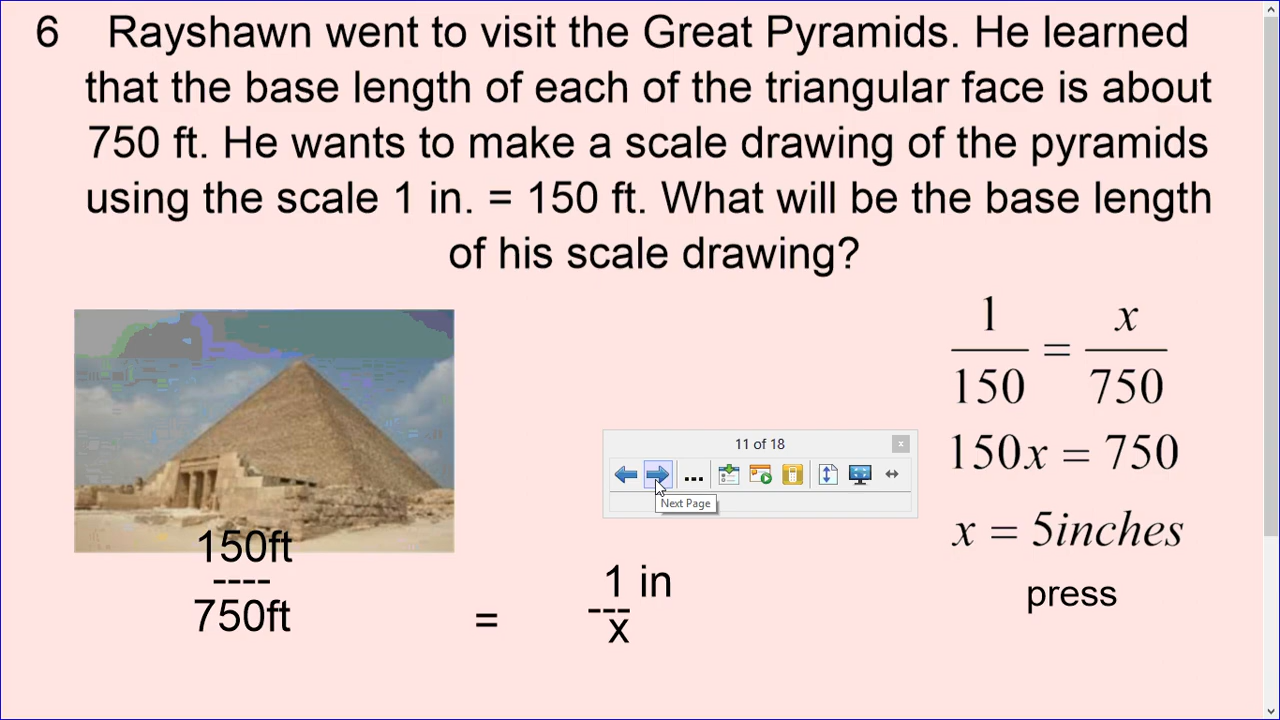 6 Rayshawn went to visit the Great Pyramids. He learned
that the base length of each of the triangular face is about
750 ft. He wants to make a scale drawing of the pyramids
using the scale 1 in. = 150 ft. What will be the base length
of his scale drawing?
1/150 = x/750
150x = 750
x = 5inches
press
11 of 18
x
...
Next Page
150ft
----
750ft
=
1 in
---
x